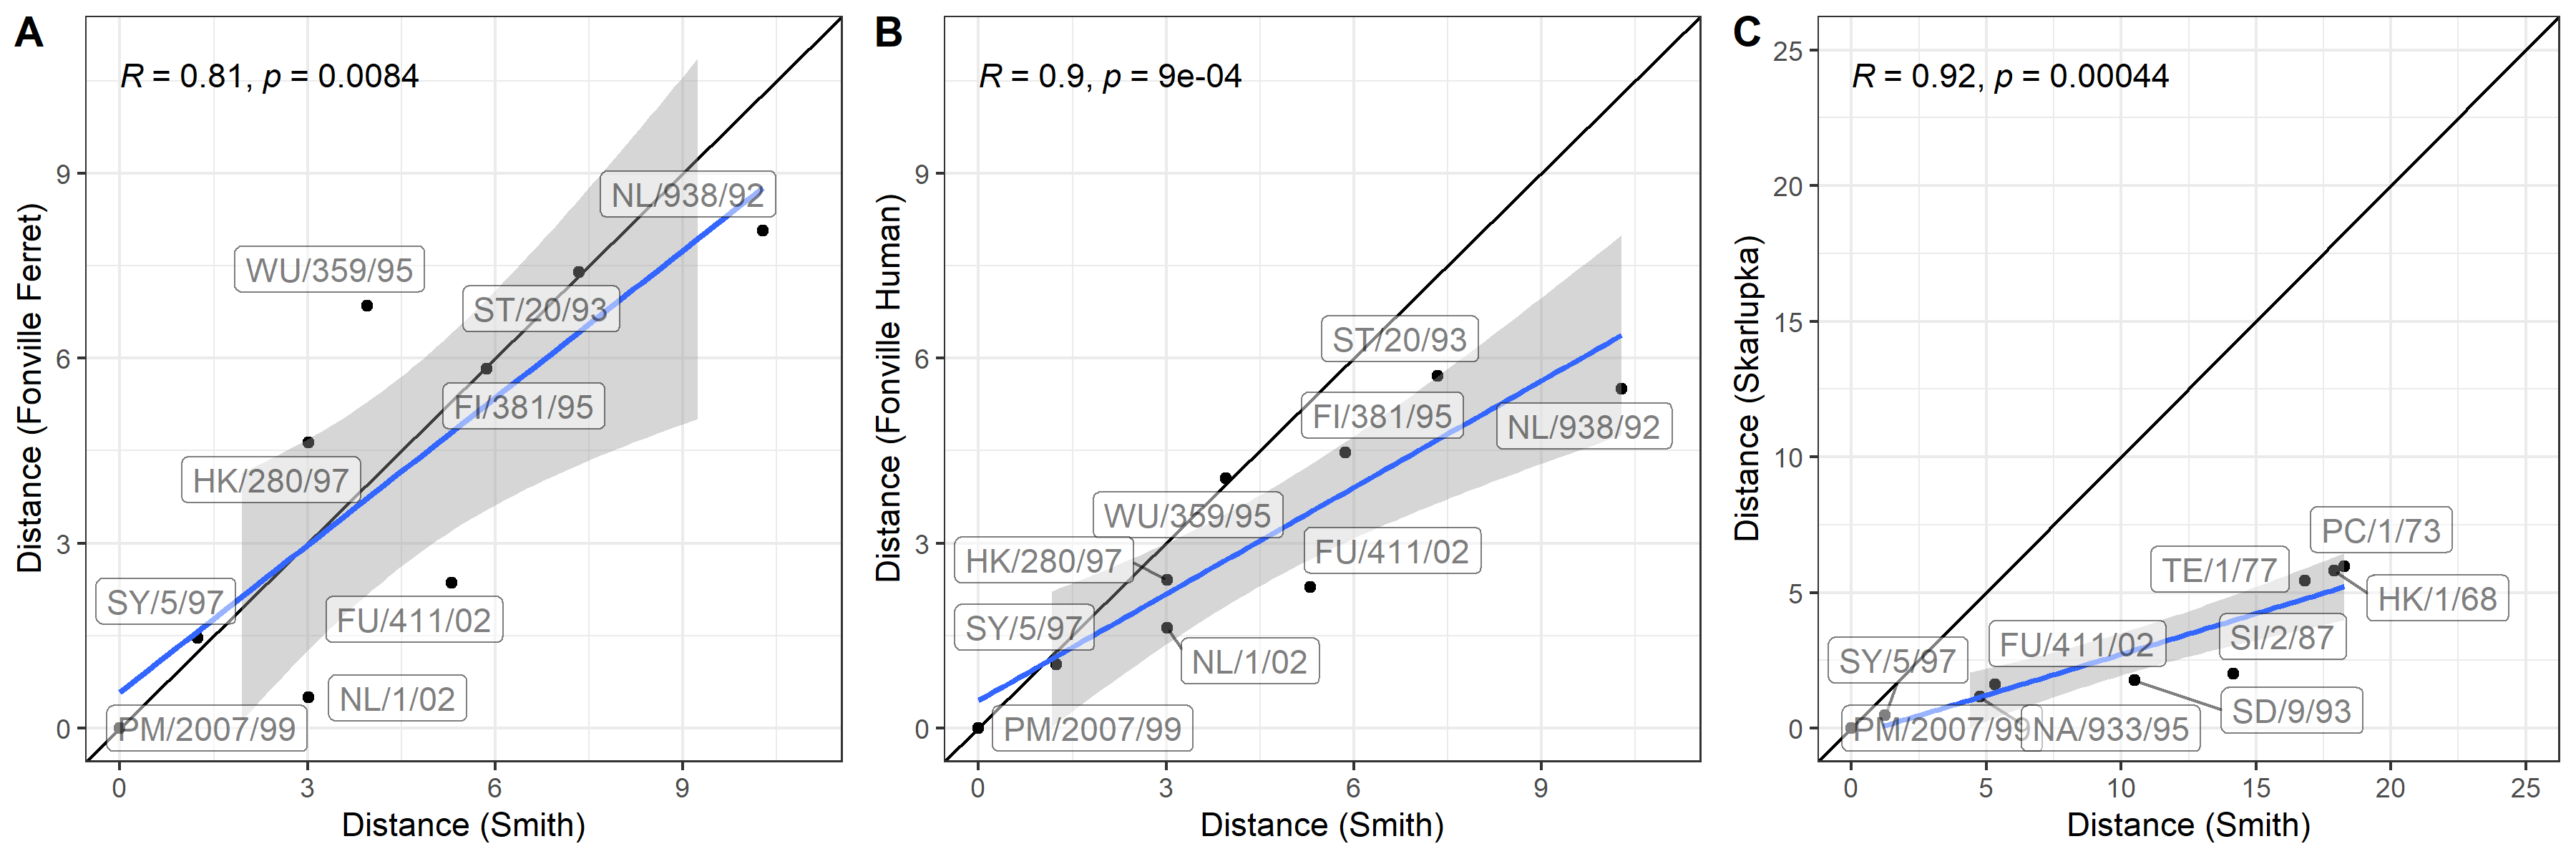 A
R = 0.81, p = 0.0084
Distance (Fonville Ferret)
9
6
3
0
NL/938/92
WU/359/95
ST/20/93
FI/381/95
HK/280/97
SY/5/97
FU/411/02
NL/1/02
PM/2007/99
0 3 6 9
Distance (Smith)
B
R = 0.9, p = 9e-04
Distance (Fonville Human)
9
6
3
0
ST/20/93
FI/381/95
NL/938/92
WU/359/95
FU/411/02
HK/280/97
SY/5/97
NL/1/02
PM/2007/99
0 3 6 9
Distance (Smith)
C
R = 0.92, p = 0.00044
Distance (Skarlupka)
25
20
15
10
5
0
PC/1/73
TE/1/77
HK/1/68
FU/411/02
SI/2/87
SY/5/97
SD/9/93
PM/2007/99
NA/933/95
0 5 10 15 20 25
Distance (Smith)